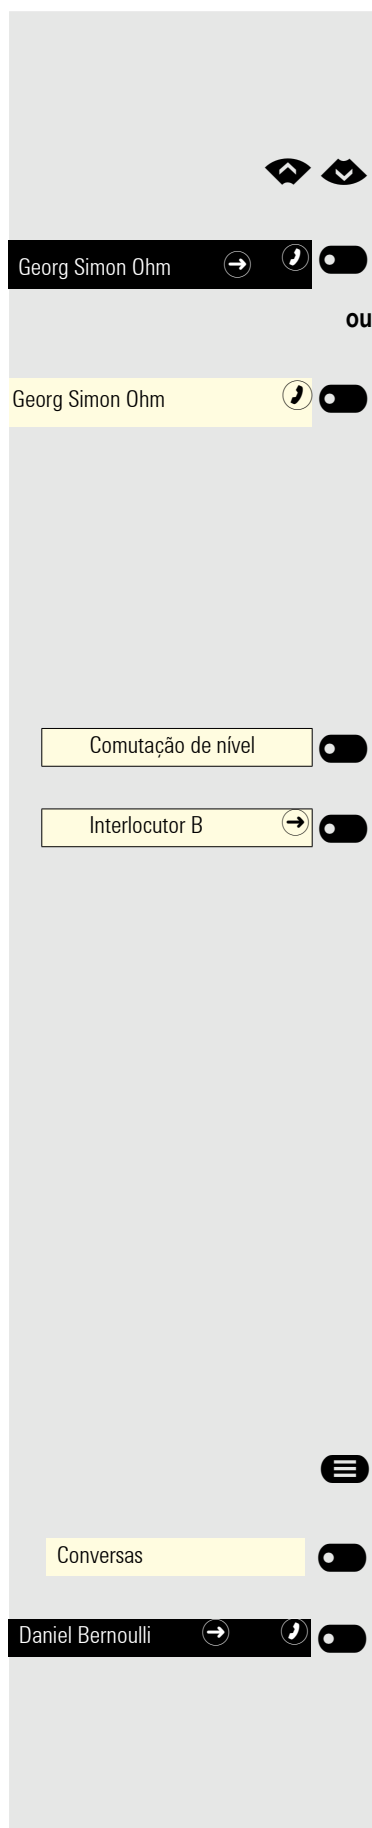 Georg Simon Ohm
ou
Georg Simon Ohm
Comutação de nível
Interlocutor B
Conversas
Daniel Bernoulli